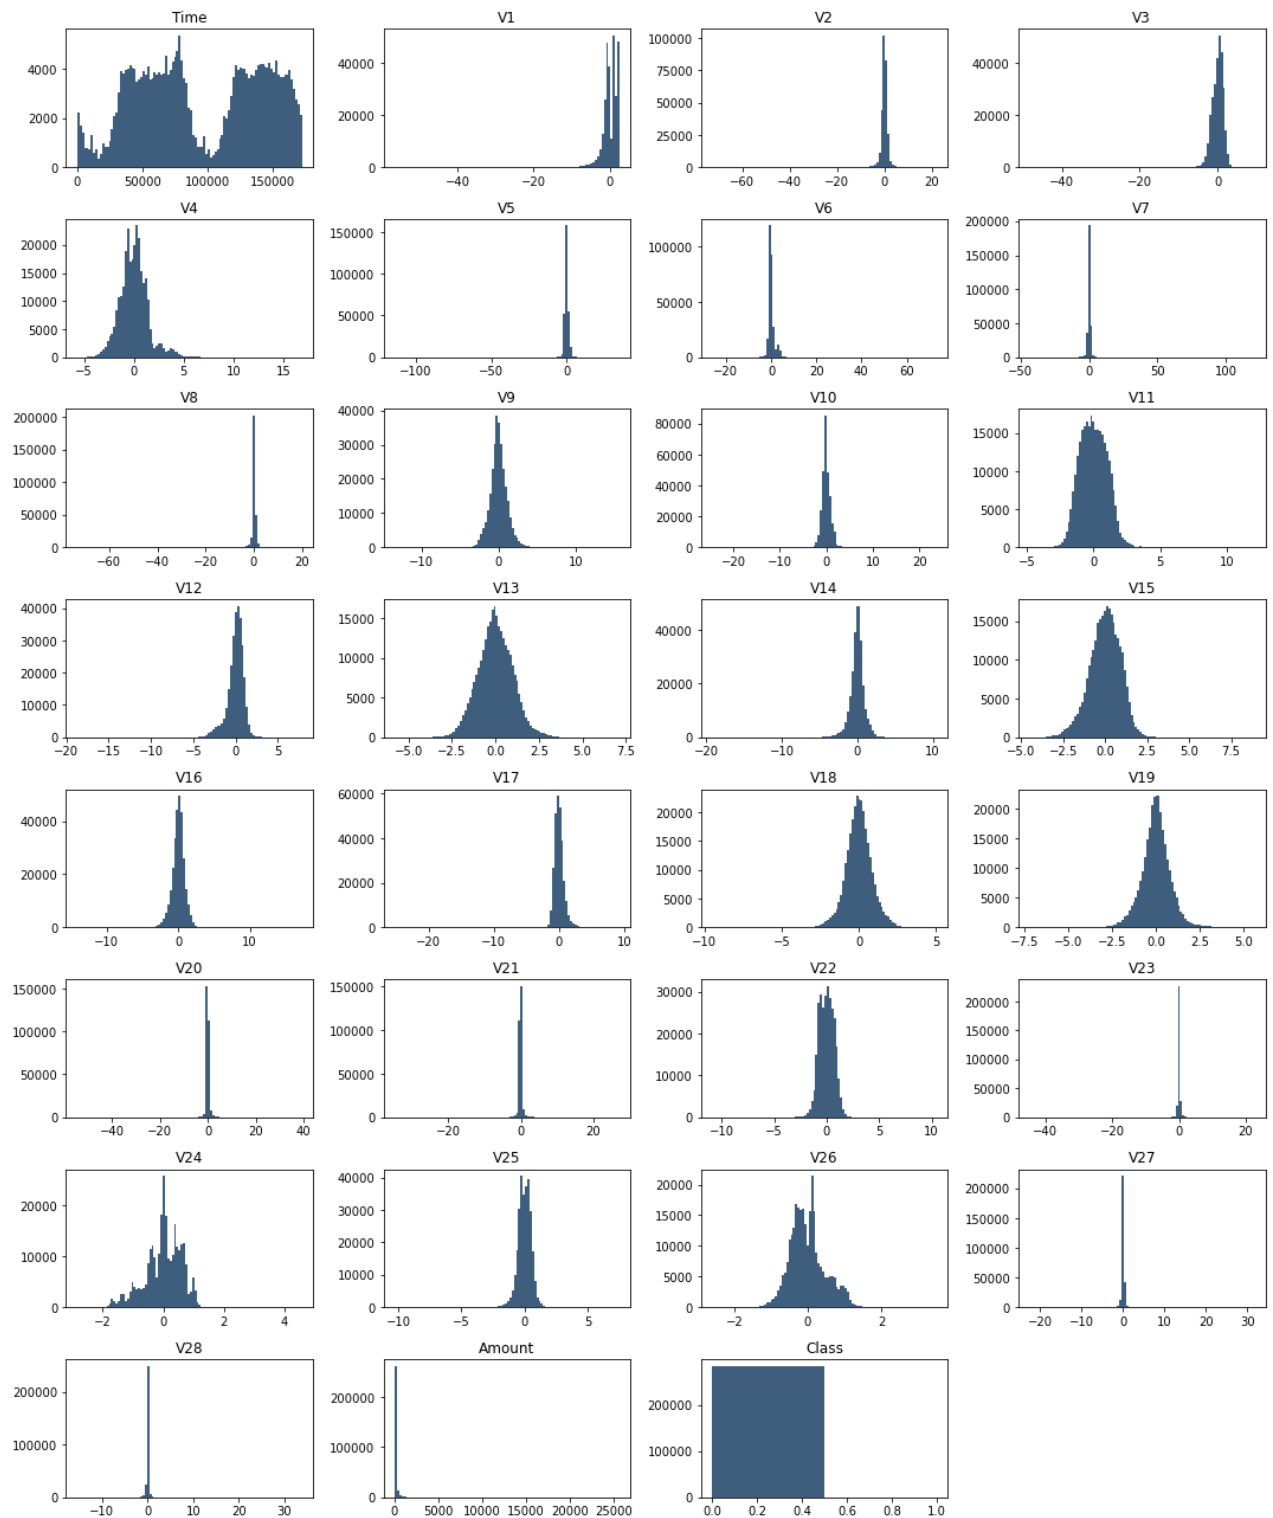 Time V1 V2 V3
4000 2000 0
0 50000 100000 150000
40000 20000 0
−40 −20 0
100000 75000 50000 25000 0
−60 −40 −20 0 20
40000 30000 20000 10000 0
−40 −20 0
V4 V5 V6 V7
20000 15000 10000 5000 0
−5 0 5 10 15
150000 100000 50000 0
−100 −50 0
100000 50000 0
−20 0 20 40 60
200000 150000 100000 50000 0
−50 0 50 100
V8 V9 V10 V11
200000 150000 100000 50000 0
−60 −40 −20 0 20
40000 30000 20000 10000 0
−10 0 10
80000 60000 40000 20000 0
−20 −10 0 10 20
15000 10000 5000 0
−5 0 5 10
V12 V13 V14 V15
40000 30000 20000 10000 0
−20 −15 −10 −5 0 5
15000 10000 5000 0
−5.0 −2.5 0.0 2.5 5.0 7.5
40000 20000 0
−20 −10 0 10
15000 10000 5000 0
−5.0 −2.5 0.0 2.5 5.0 7.5
V16 V17 V18 V19
40000 20000 0
−10 0 10
60000 40000 20000 0
−20 −10 0 10
20000 15000 10000 5000 0
−10 −5 0 5
20000 15000 10000 5000 0
−7.5 −5.0 −2.5 0.0 2.5 5.0
V20 V21 V22 V23
150000 100000 50000 0
−40 −20 0 20 40
150000 100000 50000 0
−20 0 20
30000 20000 10000 0
−10 −5 0 5 10
200000 150000 100000 50000 0
−40 −20 0 20
V24 V25 V26 V27
20000 10000 0
−2 0 2 4
40000 30000 20000 10000 0
−10 −5 0 5
20000 15000 10000 5000 0
−2 0 2
200000 150000 100000 50000 0
−20 −10 0 10 20 30
V28 Amount Class
200000 100000 0
−10 0 10 20 30
200000 100000 0
0 5000 10000 15000 20000 25000
200000 100000 0
0.0 0.2 0.4 0.6 0.8 1.0